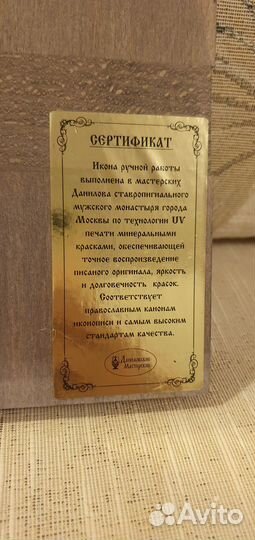 СЕРТИФИКАТ
Икона ручной работы
выполнена в мастерских
Данилова ставропигиального
мужского монастыря города
Москвы по технологии UV
печати минеральными
красками, обеспечивающей
точное воспроизведение
писаного оригинала, яркость
и долговечность красок.
Соответствует
православным канонам
иконописи и самым высоким
стандартам качества.
Даниловские
Мастерские
Avito